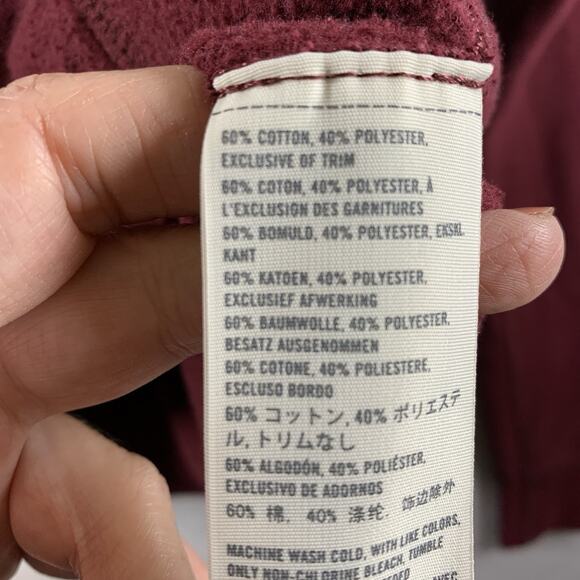 60% COTTON, 40% POLYESTER,
EXCLUSIVE OF TRIM
60% COTON, 40% POLYESTER, À
L'EXCLUSION DES GARNITURES
60% BOMULD, 40% POLYESTER, EKSKL.
KANT
60% KATOEN, 40% POLYESTER,
EXCLUSIEF AFWERKING
60% BAUMWOLLE, 40% POLYESTER,
BESATZ AUSGENOMMEN
60% COTONE, 40% POLIESTERE,
ESCLUSO BORDO
60% コットン, 40% ポリエステ
ル, トリムなし
60% ALGODÓN, 40% POLIÉSTER,
EXCLUSIVO DE ADORNOS
60% 棉, 40% 涤纶, 饰边除外
MACHINE WASH COLD, WITH LIKE COLORS,
ONLY NON-CHLORINE BLEACH, TUMBLE